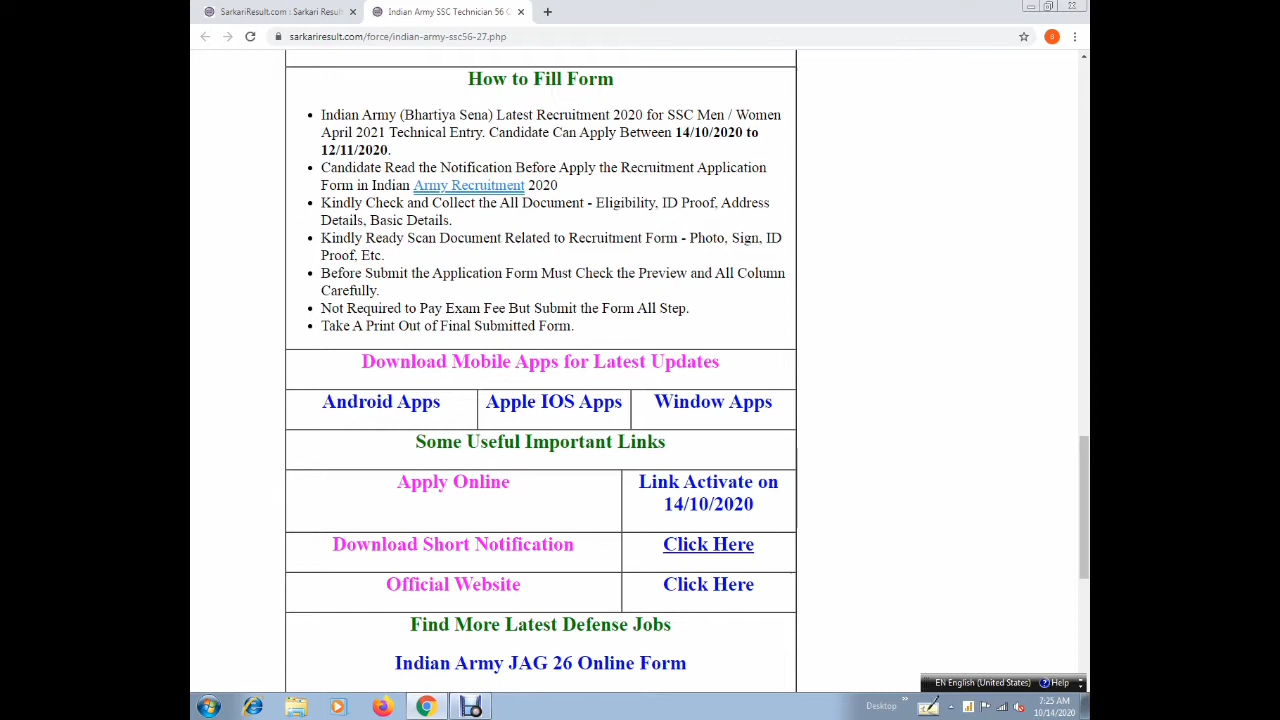 SarkariResult.com : Sarkari Result
Indian Army SSC Technician 56 O
sarkariresult.com/force/indian-army-ssc56-27.php
How to Fill Form
Indian Army (Bhartiya Sena) Latest Recruitment 2020 for SSC Men / Women
April 2021 Technical Entry. Candidate Can Apply Between 14/10/2020 to
12/11/2020.
Candidate Read the Notification Before Apply the Recruitment Application
Form in Indian Army Recruitment 2020
Kindly Check and Collect the All Document - Eligibility, ID Proof, Address
Details, Basic Details.
Kindly Ready Scan Document Related to Recruitment Form - Photo, Sign, ID
Proof, Etc.
Before Submit the Application Form Must Check the Preview and All Column
Carefully.
Not Required to Pay Exam Fee But Submit the Form All Step.
Take A Print Out of Final Submitted Form.
Download Mobile Apps for Latest Updates
Android Apps Apple IOS Apps Window Apps
Some Useful Important Links
Apply Online Link Activate on
14/10/2020
Download Short Notification Click Here
Official Website Click Here
Find More Latest Defense Jobs
Indian Army JAG 26 Online Form
EN English (United States) Help
Desktop
7:25 AM
10/14/2020